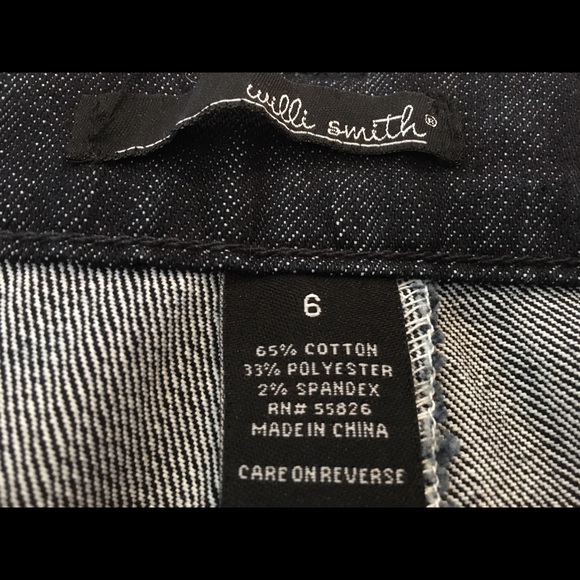 willi smith®
6
65% COTTON
33% POLYESTER
2% SPANDEX
RN# 55826
MADE IN CHINA
CARE ON REVERSE